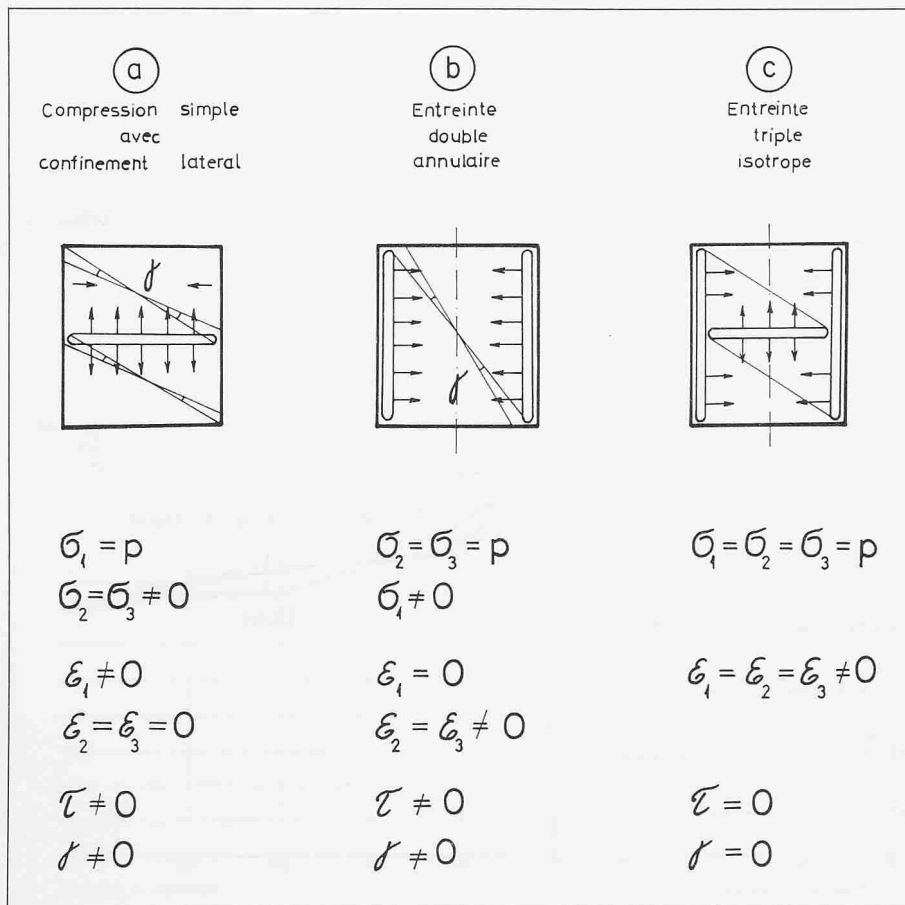 a
Compression simple
avec
confinement lateral
γ
σ₁ = p
σ₂ = σ₃ ≠ 0
ε₁ ≠ 0
ε₂ = ε₃ = 0
τ ≠ 0
γ ≠ 0
b
Entreinte
double
annulaire
γ
σ₂ = σ₃ = p
σ₁ ≠ 0
ε₁ = 0
ε₂ = ε₃ ≠ 0
τ ≠ 0
γ ≠ 0
c
Entreinte
triple
isotrope
σ₁ = σ₂ = σ₃ = p
ε₁ = ε₂ = ε₃ ≠ 0
τ = 0
γ = 0